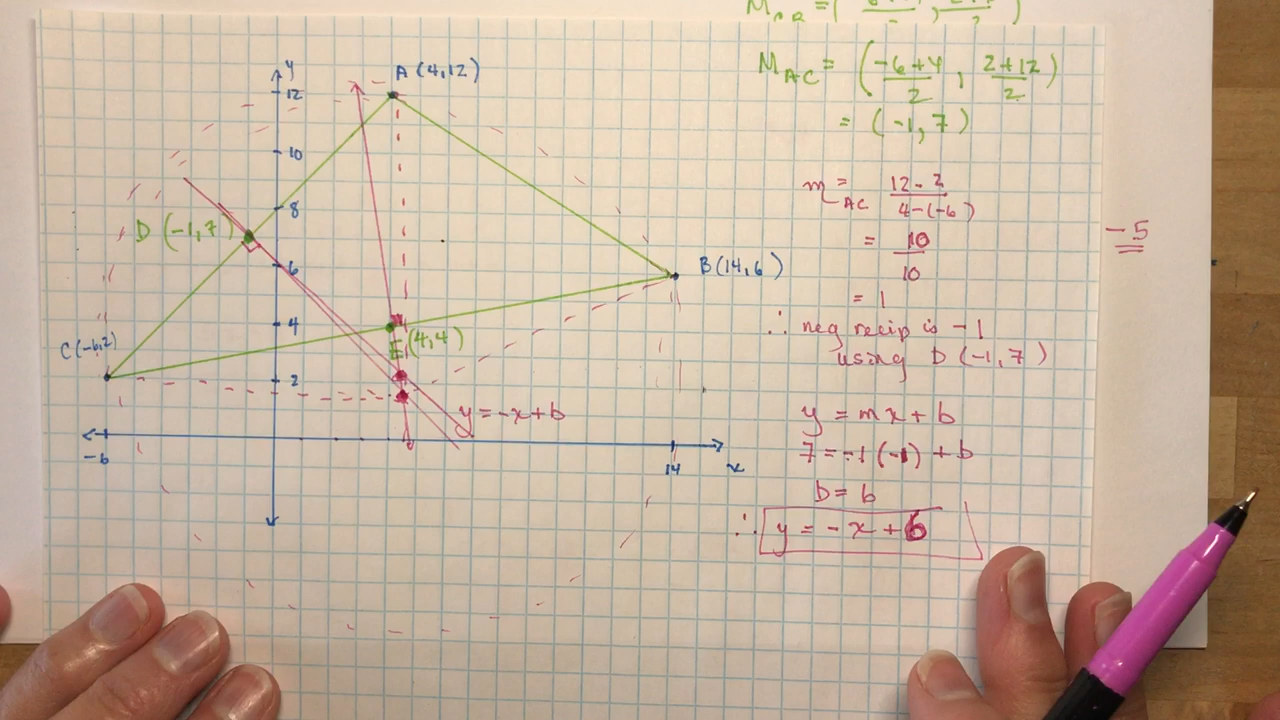 M_AC = (-6+4/2, 2+12/2)
= (-1, 7)
m_AC = 12-2/4-(-6)
= 10/10
= 1
∴ neg recip is -1
using D(-1,7)
y = mx + b
7 = -1(-1) + b
b = 6
∴ y = -x + 6
-5
y
A(4,12)
12
10
D(-1,7)
8
6
B(14,6)
4
E(4,4)
C(-6,2)
2
y = -x + b
-6
14
x